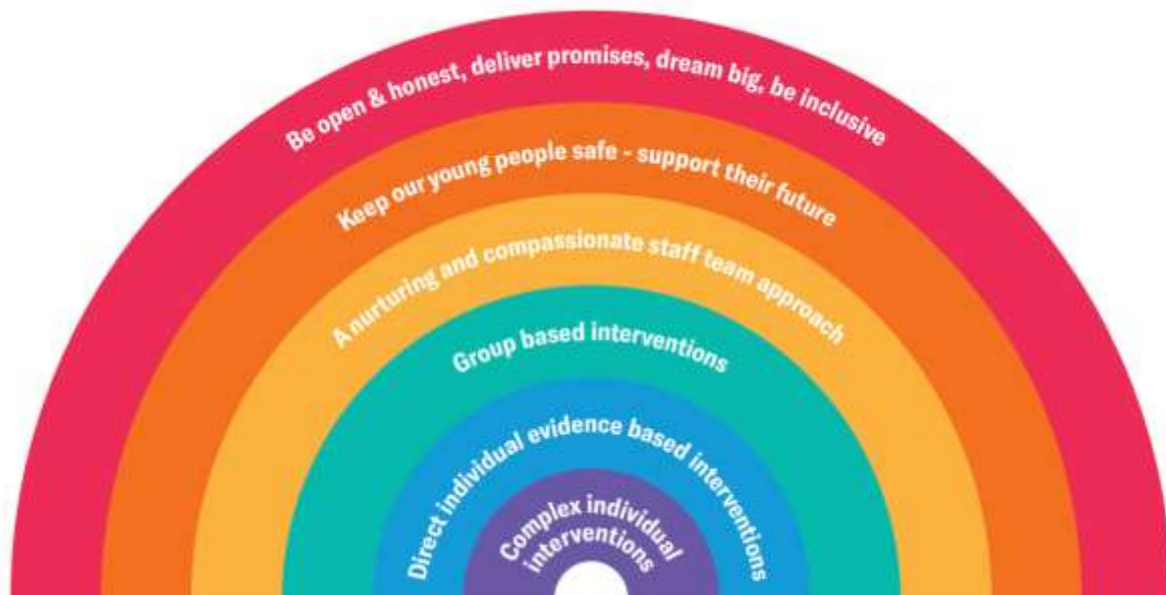 Be open & honest, deliver promises, dream big, be inclusive
Keep our young people safe - support their future
A nurturing and compassionate staff team approach
Group based interventions
Direct individual evidence based interventions
Complex individual
interventions